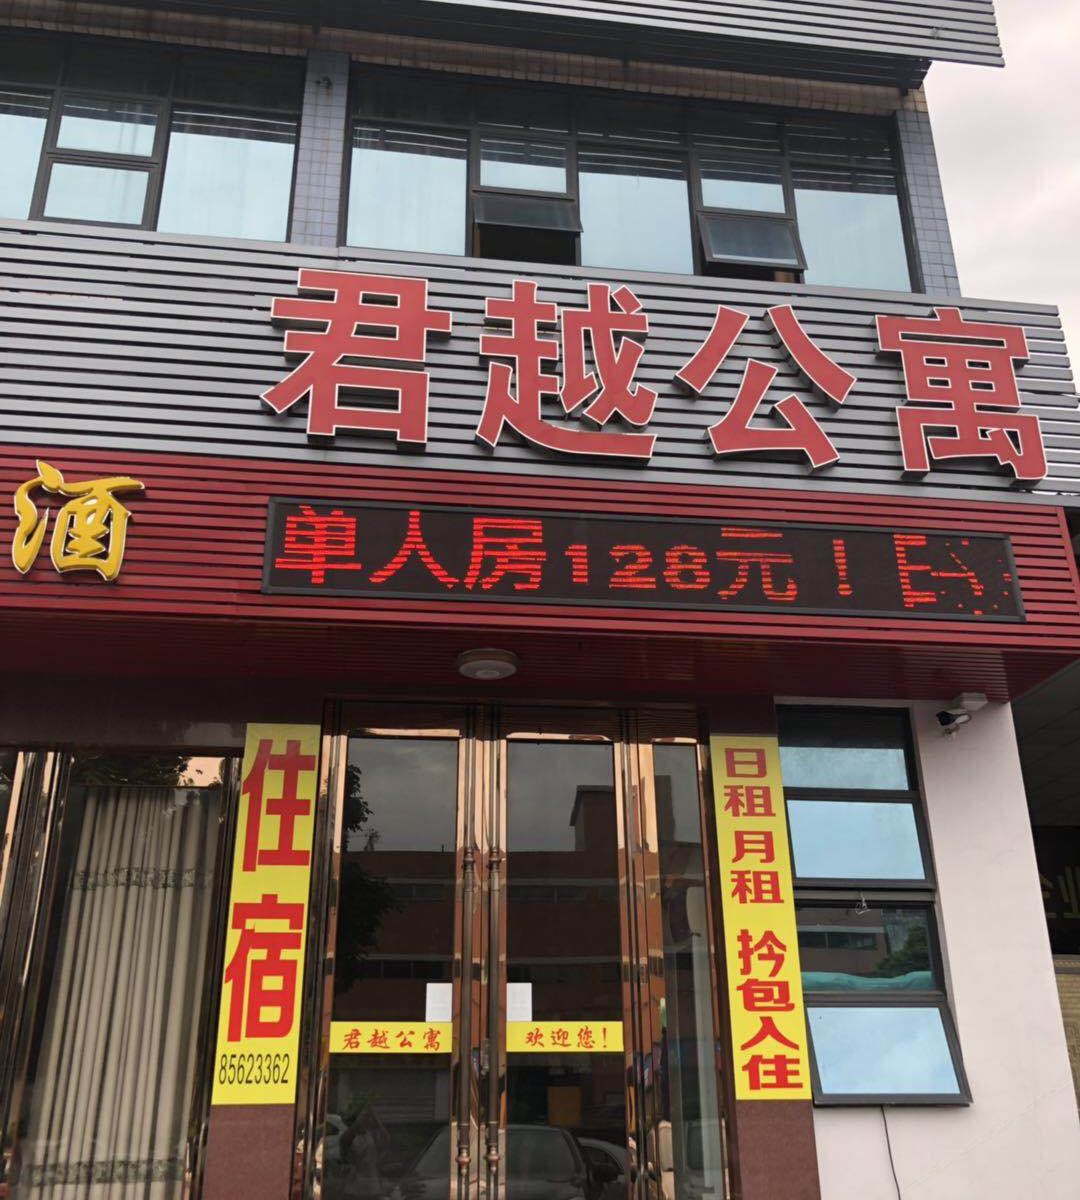 君越公寓
酒
单人房128元！
住宿
85623362
日租月租 拎包入住
君越公寓
欢迎您！